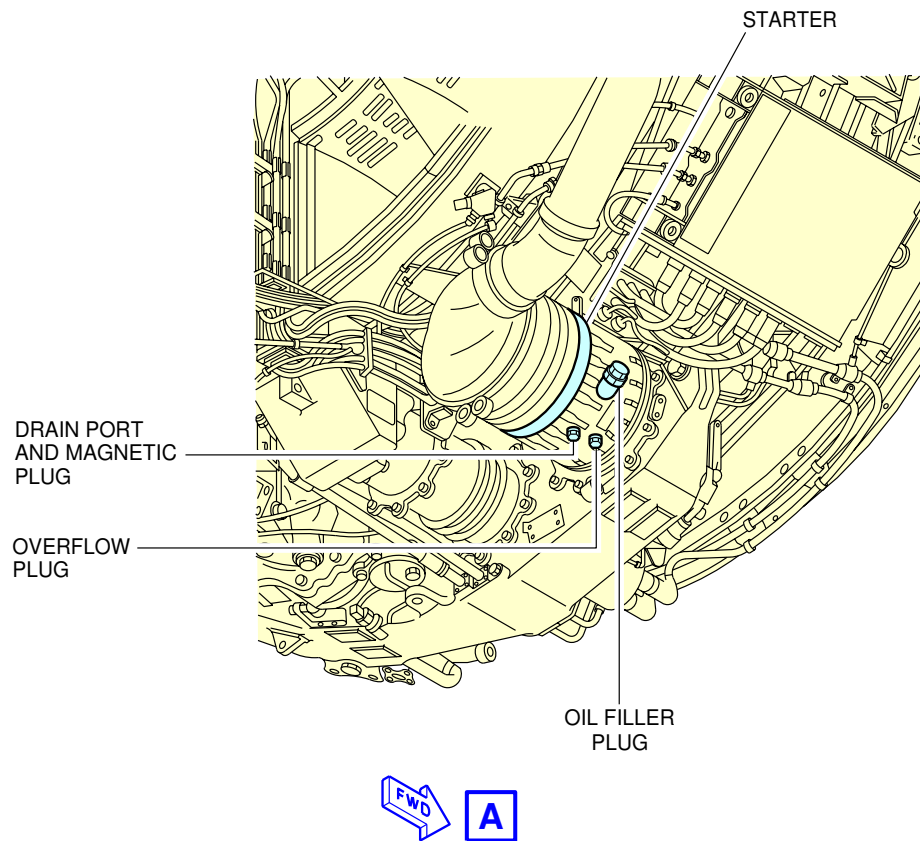 STARTER
DRAIN PORT
AND MAGNETIC
PLUG
OVERFLOW
PLUG
OIL FILLER
PLUG
FWD
A